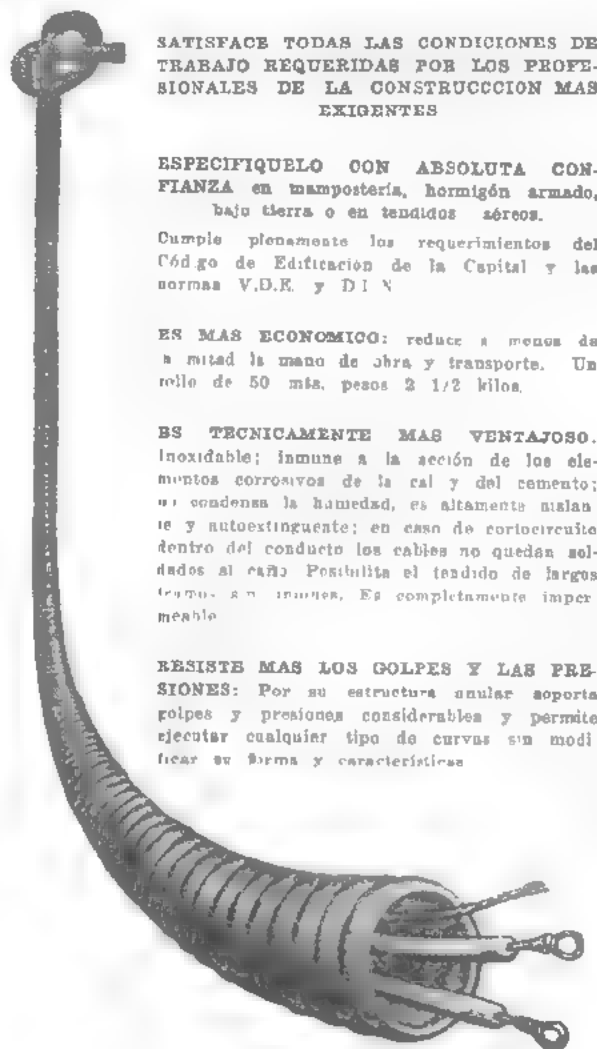 SATISFACE TODAS LAS CONDICIONES DE
TRABAJO REQUERIDAS POR LOS PROFE-
SIONALES DE LA CONSTRUCCCION MAS
EXIGENTES
ESPECIFIQUELO CON ABSOLUTA CON-
FIANZA en mampostería, hormigón armado,
bajo tierra o en tendidos aéreos.
Cumple plenamente los requerimientos del
Código de Edificación de la Capital y las
normas V.D.E. y D I N
ES MAS ECONOMICO: reduce a menos de
la mitad la mano de obra y transporte. Un
rollo de 50 mts. pesos 2 1/2 kilos.
ES TECNICAMENTE MAS VENTAJOSO.
Inoxidable; inmune a la acción de los ele-
mentos corrosivos de la cal y del cemento;
no condensa la humedad, es altamente aislan
te y autoextinguente; en caso de cortocircuito
dentro del conducto los cables no quedan sol-
dados al caño Posibilita el tendido de largos
tramos sin uniones. Es completamente imper
meable
RESISTE MAS LOS GOLPES Y LAS PRE-
SIONES: Por su estructura anular soporta
golpes y presiones considerables y permite
ejecutar cualquier tipo de curvas sin modi
ficar su forma y características